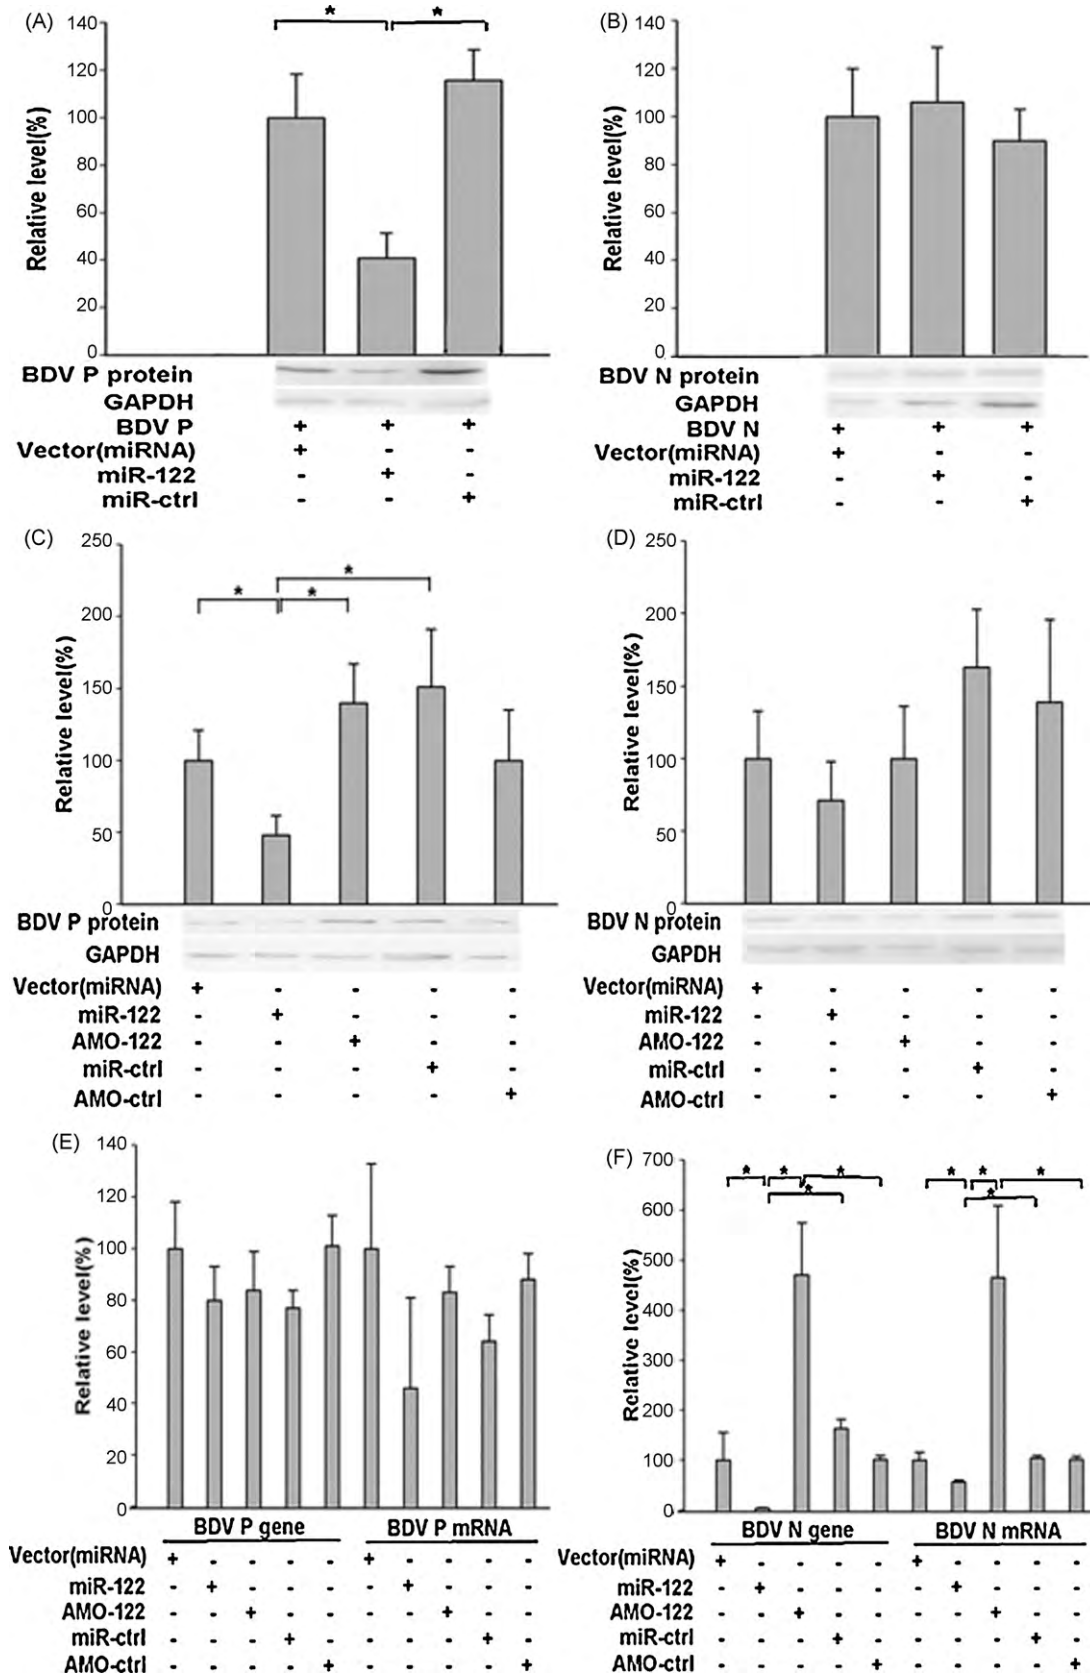 (A)
140
120
100
80
60
40
20
0
Relative level(%)
* *
BDV P protein
GAPDH
BDV P + + +
Vector(miRNA) + - -
miR-122 - + -
miR-ctrl - - +
(B)
140
120
100
80
60
40
20
0
Relative level(%)
BDV N protein
GAPDH
BDV N + + +
Vector(miRNA) + - -
miR-122 - + -
miR-ctrl - - +
(C)
250
200
150
100
50
0
Relative level(%)
*
* *
BDV P protein
GAPDH
Vector(miRNA) + - - - -
miR-122 - + - - -
AMO-122 - - + - -
miR-ctrl - - - + -
AMO-ctrl - - - - +
(D)
250
200
150
100
50
0
Relative level(%)
BDV N protein
GAPDH
Vector(miRNA) + - - - -
miR-122 - + - - -
AMO-122 - - + - -
miR-ctrl - - - + -
AMO-ctrl - - - - +
(E)
140
120
100
80
60
40
20
0
Relative level(%)
BDV P gene BDV P mRNA
Vector(miRNA) + - - - - + - - - -
miR-122 - + - - - - + - - -
AMO-122 - - + - - - - + - -
miR-ctrl - - - + - - - - + -
AMO-ctrl - - - - + - - - - +
(F)
700
600
500
400
300
200
100
0
Relative level(%)
* * * * * *
* *
BDV N gene BDV N mRNA
Vector(miRNA) + - - - - + - - - -
miR-122 - + - - - - + - - -
AMO-122 - - + - - - - + - -
miR-ctrl - - - + - - - - + -
AMO-ctrl - - - - + - - - - +